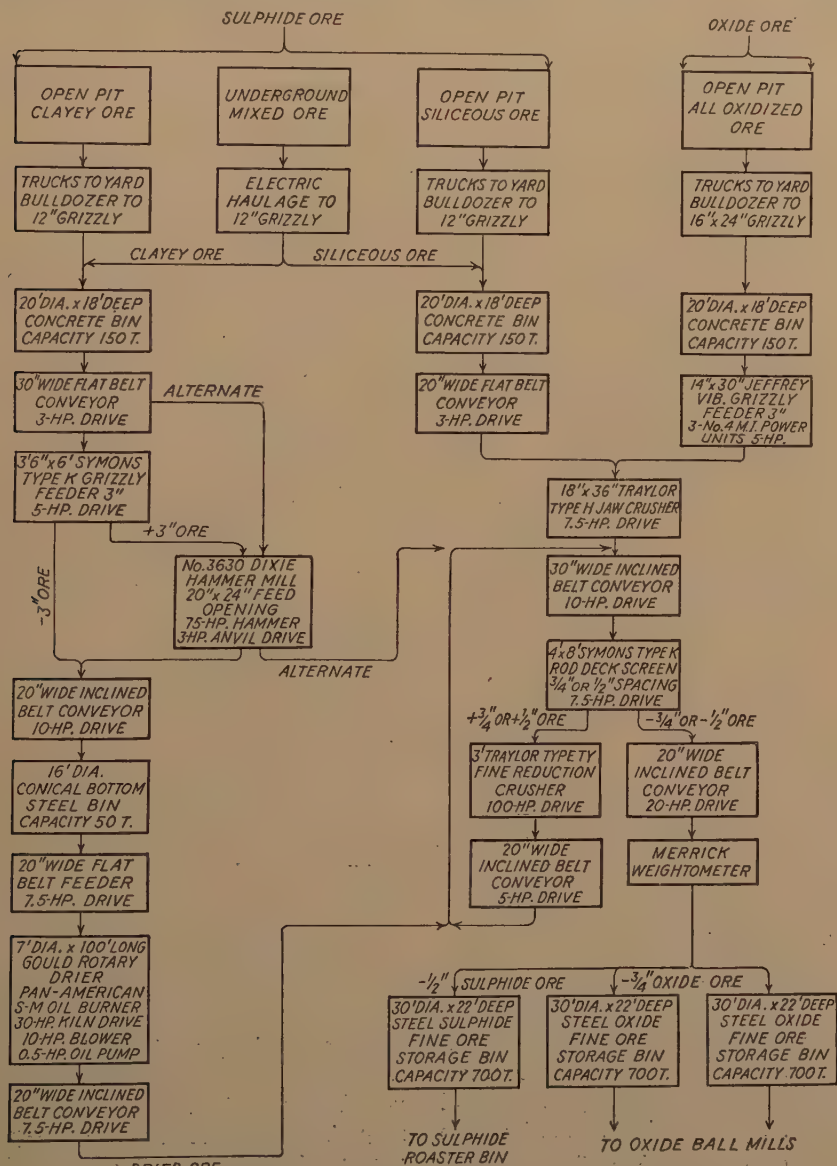 SULPHIDE ORE
OXIDE ORE
OPEN PIT
CLAYEY ORE
UNDERGROUND
MIXED ORE
OPEN PIT
SILICEOUS ORE
OPEN PIT
ALL OXIDIZED
ORE
TRUCKS TO YARD
BULLDOZER TO
12" GRIZZLY
ELECTRIC
HAULAGE TO
12" GRIZZLY
TRUCKS TO YARD
BULLDOZER TO
12" GRIZZLY
TRUCKS TO YARD
BULLDOZER TO
16" x 24" GRIZZLY
CLAYEY ORE
SILICEOUS ORE
20' DIA. x 18' DEEP
CONCRETE BIN
CAPACITY 150 T.
20' DIA. x 18' DEEP
CONCRETE BIN
CAPACITY 150 T.
20' DIA. x 18' DEEP
CONCRETE BIN
CAPACITY 150 T.
30" WIDE FLAT BELT
CONVEYOR
3-HP. DRIVE
ALTERNATE
20" WIDE FLAT BELT
CONVEYOR
3-HP. DRIVE
14" x 30" JEFFREY
VIB. GRIZZLY
FEEDER 3"
3-No.4 M.I. POWER
UNITS 5-HP.
3'6" x 6' SYMONS
TYPE K GRIZZLY
FEEDER 3"
5-HP. DRIVE
18" x 36" TRAYLOR
TYPE H JAW CRUSHER
7.5-HP. DRIVE
+3" ORE
-3" ORE
No.3630 DIXIE
HAMMER MILL
20" x 24" FEED
OPENING
75-HP. HAMMER
3-HP. ANVIL DRIVE
30" WIDE INCLINED
BELT CONVEYOR
10-HP. DRIVE
ALTERNATE
4' x 8' SYMONS TYPE K
ROD DECK SCREEN
3/4" OR 1/2" SPACING
7.5-HP. DRIVE
20" WIDE INCLINED
BELT CONVEYOR
10-HP. DRIVE
+3/4" OR +1/2" ORE
-3/4" OR -1/2" ORE
3' TRAYLOR TYPE TY
FINE REDUCTION
CRUSHER
100-HP. DRIVE
20" WIDE
INCLINED BELT
CONVEYOR
20-HP. DRIVE
16' DIA.
CONICAL BOTTOM
STEEL BIN
CAPACITY 50 T.
20" WIDE
INCLINED BELT
CONVEYOR
5-HP. DRIVE
MERRICK
WEIGHTOMETER
20" WIDE FLAT
BELT FEEDER
7.5-HP. DRIVE
7' DIA. x 100' LONG
GOULD ROTARY
DRIER
PAN-AMERICAN
S-M OIL BURNER
30-HP. KILN DRIVE
10-HP. BLOWER
0.5-HP. OIL PUMP
-1/2" SULPHIDE ORE
-3/4" OXIDE ORE
30' DIA. x 22' DEEP
STEEL SULPHIDE
FINE ORE
STORAGE BIN
CAPACITY 700 T.
30' DIA. x 22' DEEP
STEEL OXIDE
FINE ORE
STORAGE BIN
CAPACITY 700 T.
30' DIA. x 22' DEEP
STEEL OXIDE
FINE ORE
STORAGE BIN
CAPACITY 700 T.
20" WIDE INCLINED
BELT CONVEYOR
7.5-HP. DRIVE
TO SULPHIDE
ROASTER BIN
TO OXIDE BALL MILLS
DRIED ORE